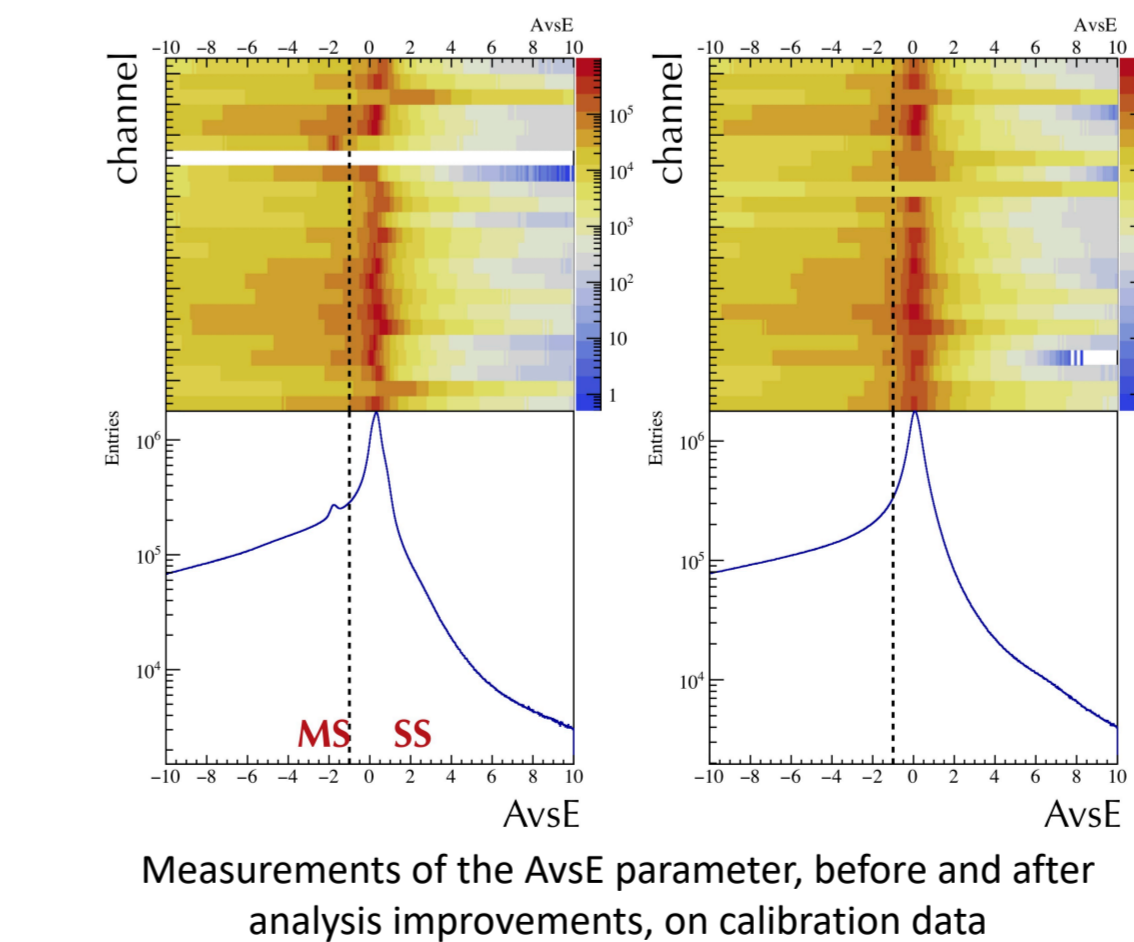 AvsE
AvsE
−10 −8 −6 −4 −2 0 2 4 6 8 10
−10 −8 −6 −4 −2 0 2 4 6 8 10
channel
channel
10⁵
10⁴
10³
10²
10
1
Entries
Entries
10⁶
10⁵
10⁴
10⁶
10⁵
10⁴
MS SS
−10 −8 −6 −4 −2 0 2 4 6 8 10
−10 −8 −6 −4 −2 0 2 4 6 8 10
AvsE
AvsE
Measurements of the AvsE parameter, before and after
analysis improvements, on calibration data